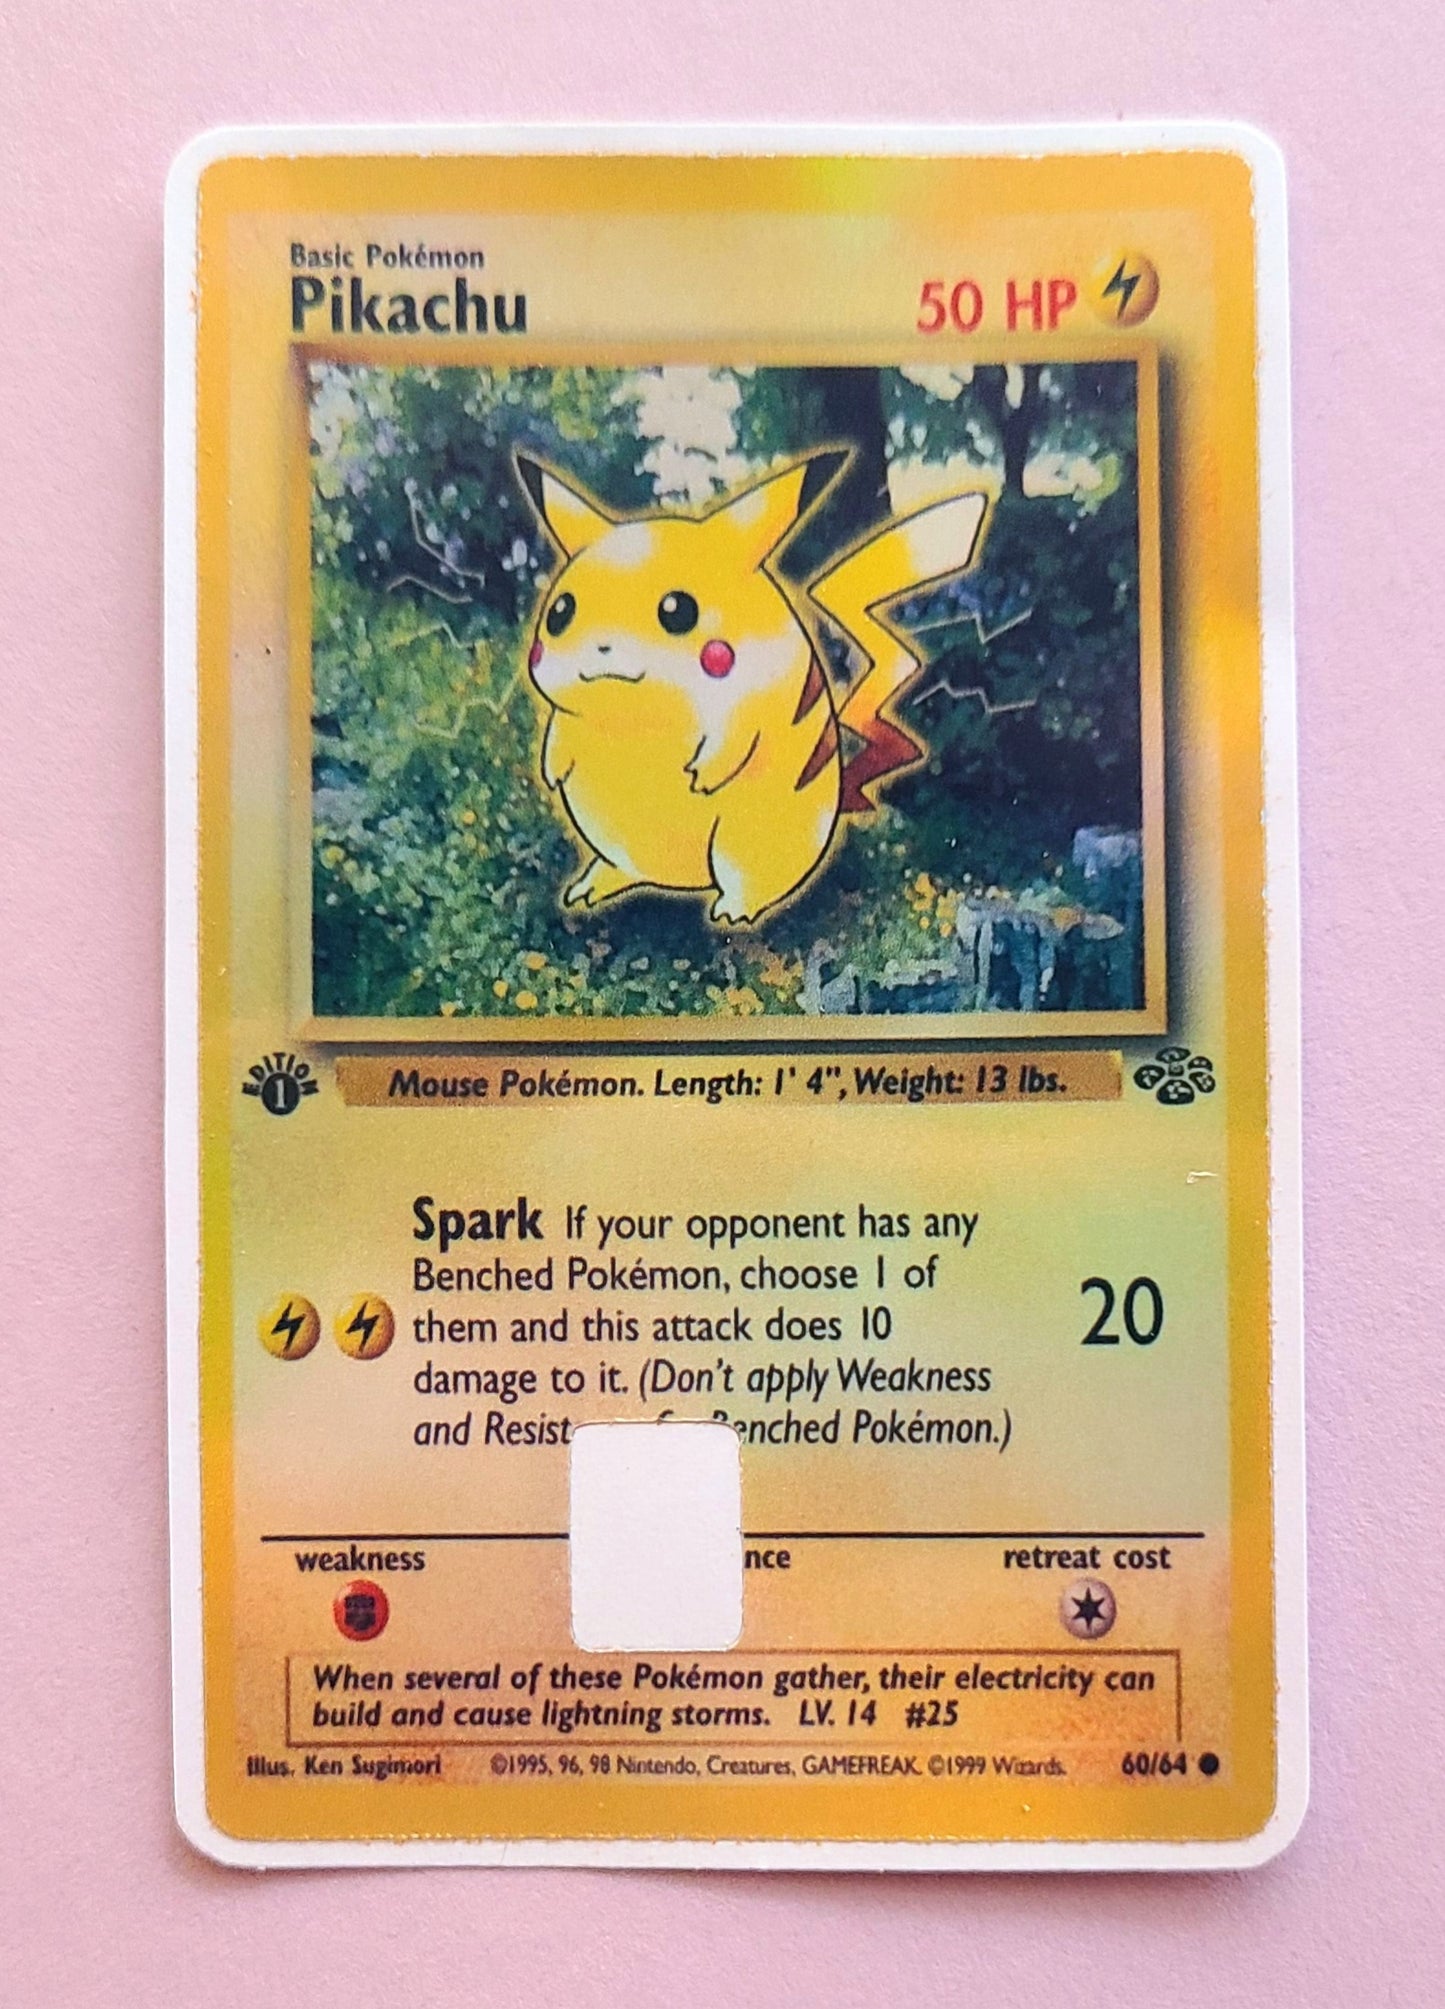 Basic Pokémon
Pikachu
50 HP
EDITION
1
Mouse Pokémon. Length: 1' 4", Weight: 13 lbs.
Spark If your opponent has any
Benched Pokémon, choose 1 of
them and this attack does 10
damage to it. (Don't apply Weakness
and Resist Benched Pokémon.)
20
weakness
nce
retreat cost
When several of these Pokémon gather, their electricity can
build and cause lightning storms. LV. 14 #25
Illus. Ken Sugimori ©1995, 96, 98 Nintendo, Creatures, GAMEFREAK. ©1999 Wizards. 60/64